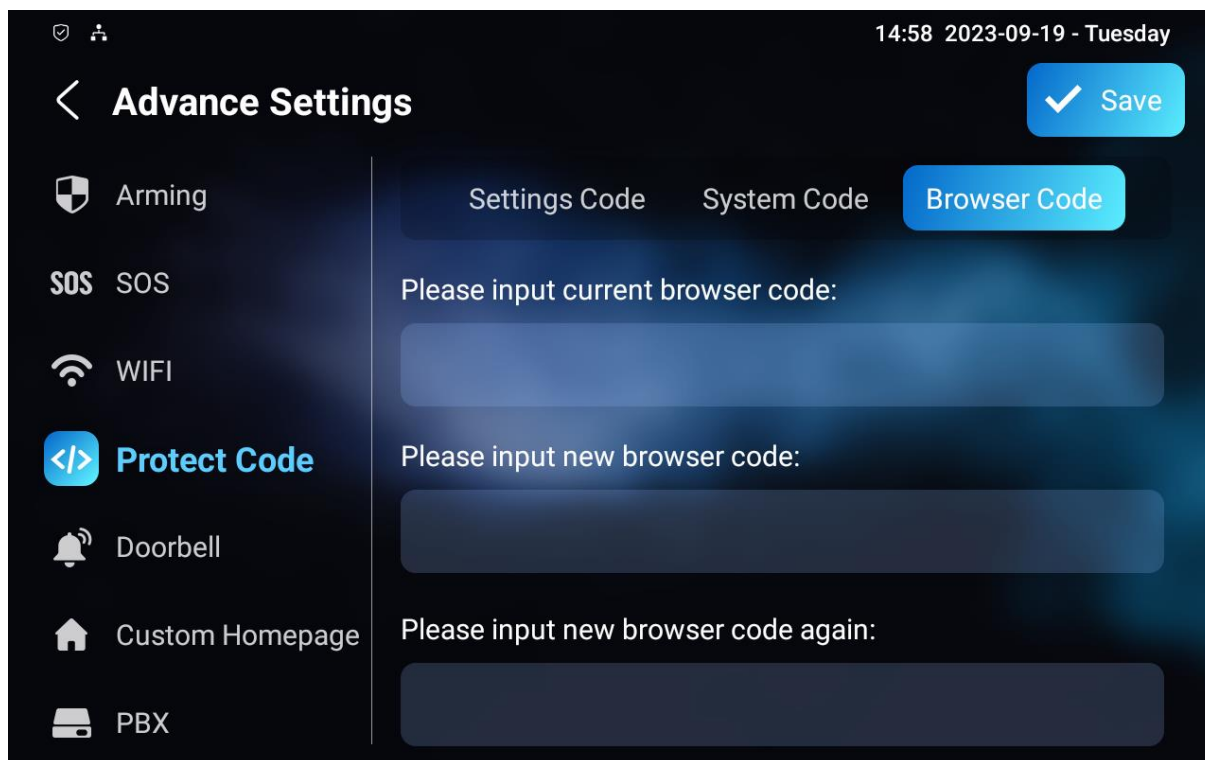 14:58 2023-09-19 - Tuesday
Advance Settings
Save
Arming
SOS SOS
WIFI
</> Protect Code
Doorbell
Custom Homepage
PBX
Settings Code
System Code
Browser Code
Please input current browser code:
Please input new browser code:
Please input new browser code again: